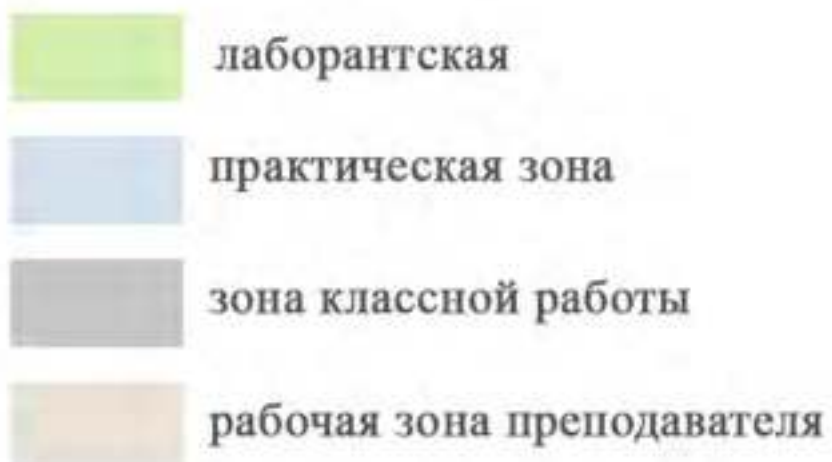 лаборантская
практическая зона
зона классной работы
рабочая зона преподавателя